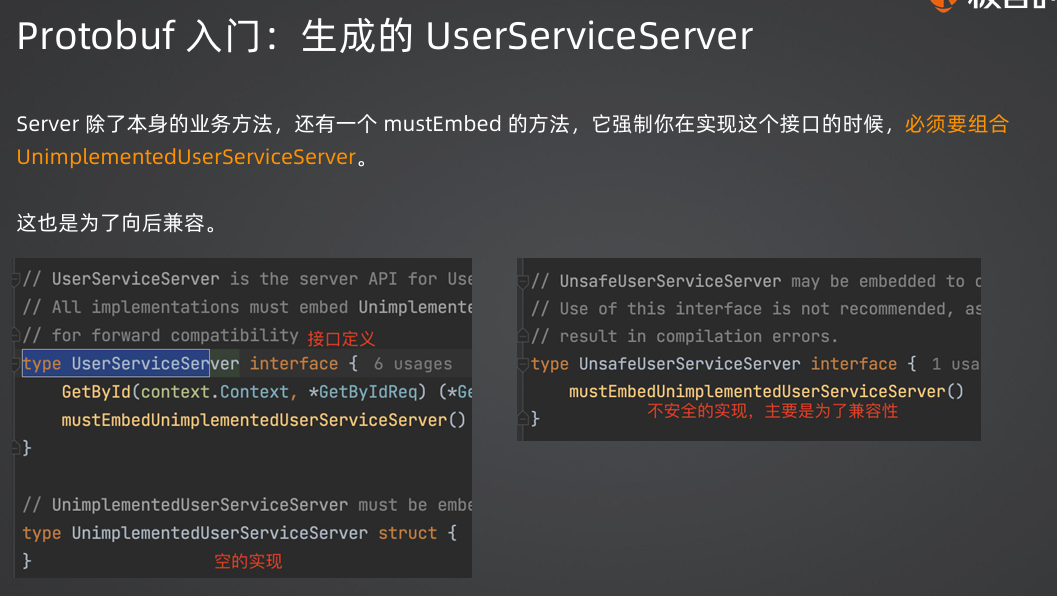 Protobuf 入门：生成的 UserServiceServer
Server 除了本身的业务方法，还有一个 mustEmbed 的方法，它强制你在实现这个接口的时候，必须要组合
UnimplementedUserServiceServer。
这也是为了向后兼容。
// UserServiceServer is the server API for Use
// All implementations must embed Unimplemente
// for forward compatibility 接口定义
type UserServiceServer interface { 6 usages
GetById(context.Context, *GetByIdReq) (*Ge
mustEmbedUnimplementedUserServiceServer()
}
// UnimplementedUserServiceServer must be embe
type UnimplementedUserServiceServer struct {
} 空的实现
// UnsafeUserServiceServer may be embedded to
// Use of this interface is not recommended, as
// result in compilation errors.
type UnsafeUserServiceServer interface { 1 usa
mustEmbedUnimplementedUserServiceServer()
不安全的实现，主要是为了兼容性
}